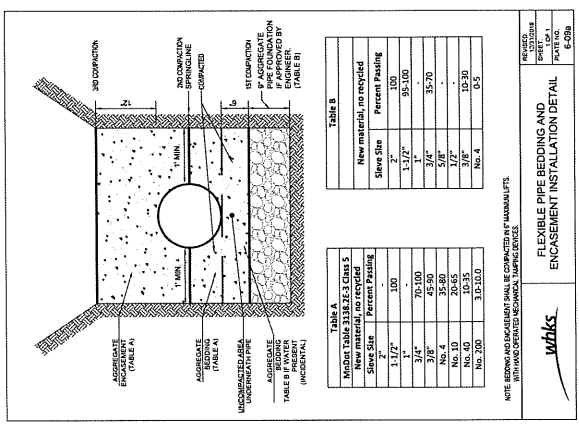 3RD COMPACTION
12"
2ND COMPACTION
SPRINGLINE
COMPACTED
6"
1ST COMPACTION
9" AGGREGATE
PIPE FOUNDATION
IF APPROVED BY
ENGINEER.
(TABLE B)
1' MIN.
1' MIN.
AGGREGATE
ENCASEMENT
(TABLE A)
AGGREGATE
BEDDING
(TABLE A)
UNCOMPACTED AREA
UNDERNEATH PIPE
AGGREGATE
BEDDING
TABLE B IF WATER
PRESENT
(INCIDENTAL)
Table A
MnDot Table 3138.2E-3 Class 5
New material, no recycled
Sieve Size Percent Passing
2" -
1-1/2" 100
1" -
3/4" 70-100
3/8" 45-90
No. 4 35-80
No. 10 20-65
No. 40 10-35
No. 200 3.0-10.0
Table B
New material, no recycled
Sieve Size Percent Passing
2" 100
1-1/2" 95-100
1" -
3/4" 35-70
5/8" -
1/2" -
3/8" 10-30
No. 4 0-5
NOTE: BEDDING AND ENCASEMENT SHALL BE COMPACTED IN 6" MAXIMUM LIFTS.
WITH HAND OPERATED MECHANICAL TAMPING DEVICES.
whks
FLEXIBLE PIPE BEDDING AND
ENCASEMENT INSTALLATION DETAIL
REVISED:
12/31/2019
SHEET:
1 OF 1
PLATE NO.
6-09a